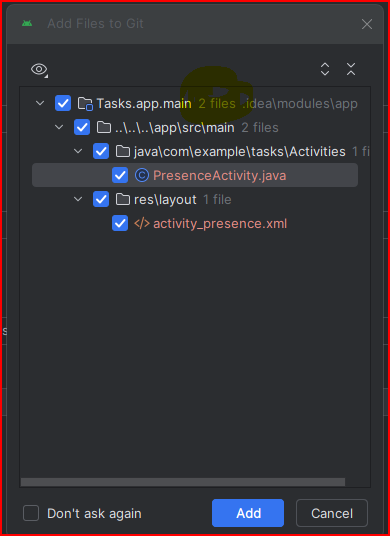 Add Files to Git
Tasks.app.main 2 files .idea\modules\app
..\..\..\app\src\main 2 files
java\com\example\tasks\Activities 1 fi
PresenceActivity.java
res\layout 1 file
</> activity_presence.xml
Don't ask again
Add
Cancel